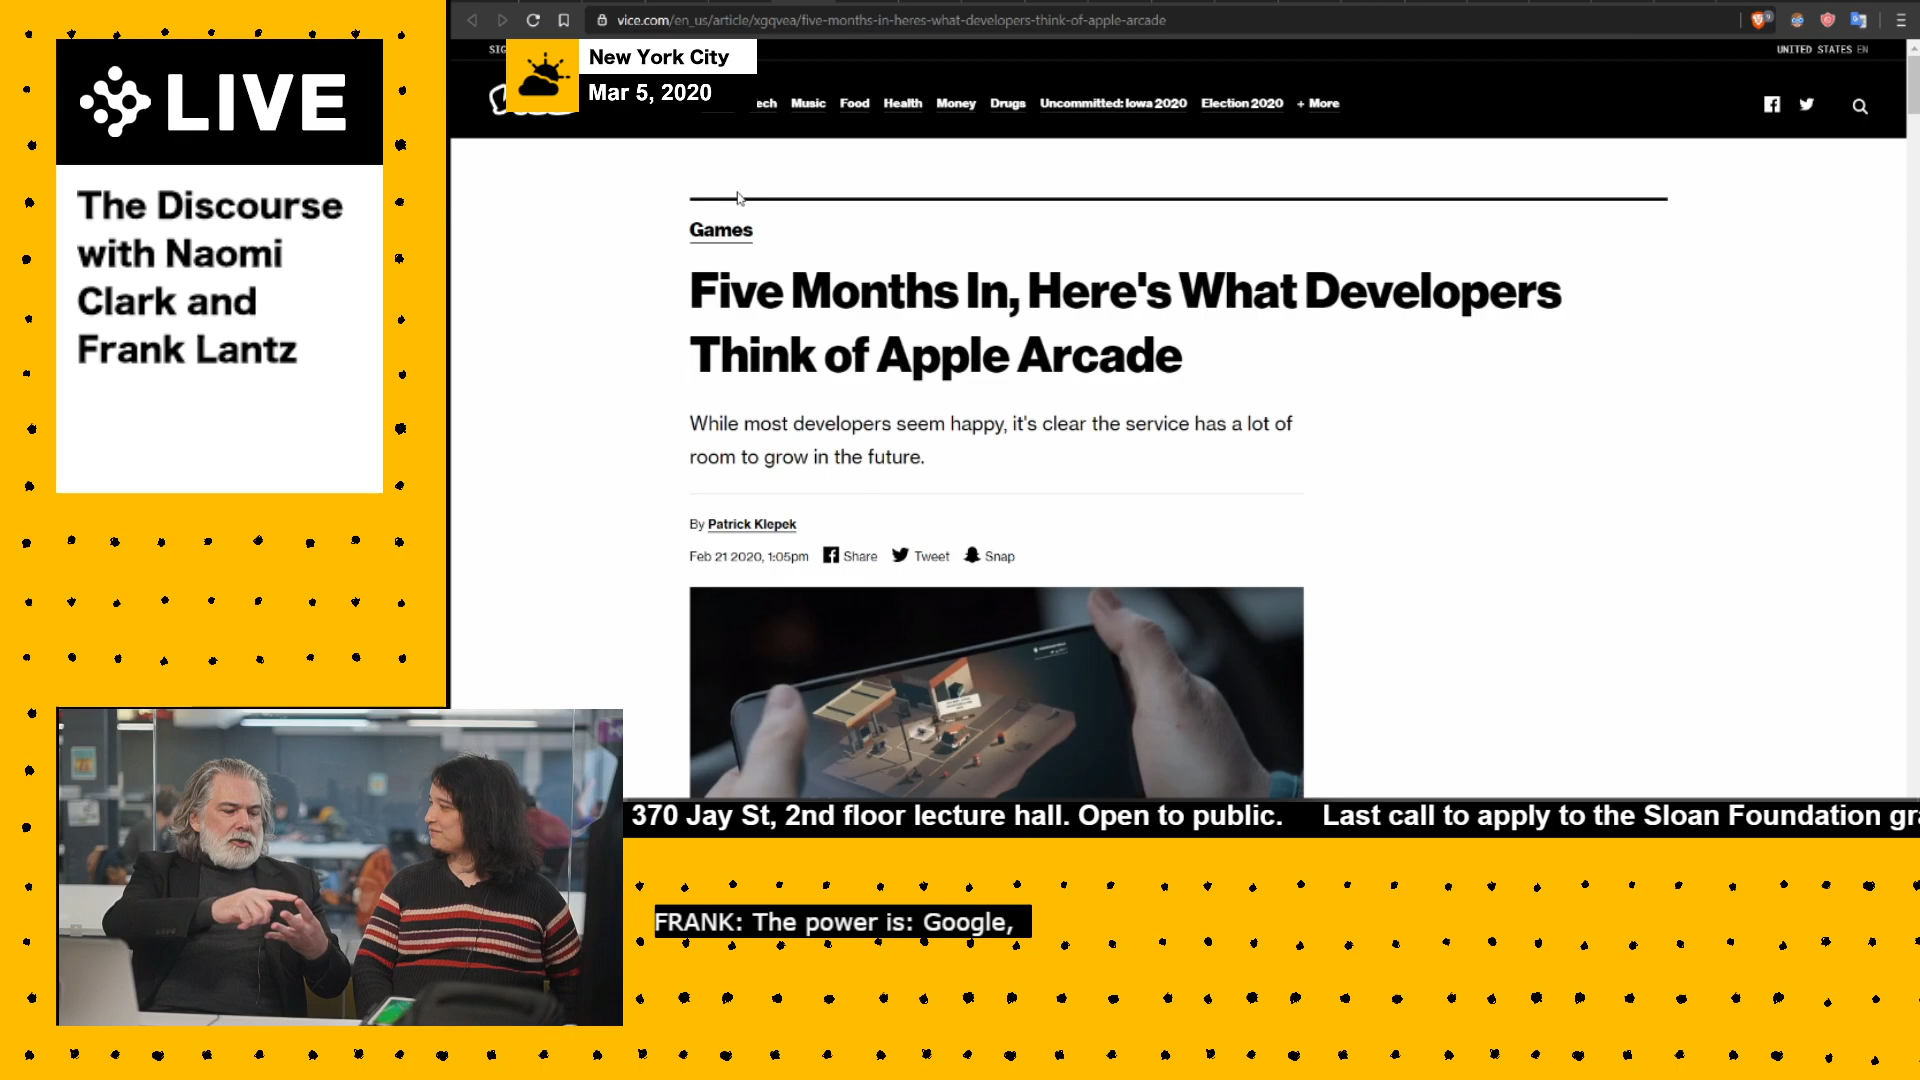 LIVE
The Discourse
with Naomi
Clark and
Frank Lantz
vice.com/en_us/article/xgqvea/five-months-in-heres-what-developers-think-of-apple-arcade
SIG
UNITED STATES EN
New York City
Mar 5, 2020
ech Music Food Health Money Drugs Uncommitted: Iowa 2020 Election 2020 + More
Games
Five Months In, Here's What Developers
Think of Apple Arcade
While most developers seem happy, it's clear the service has a lot of
room to grow in the future.
By Patrick Klepek
Feb 21 2020, 1:05pm Share Tweet Snap
370 Jay St, 2nd floor lecture hall. Open to public. Last call to apply to the Sloan Foundation gra
FRANK: The power is: Google,